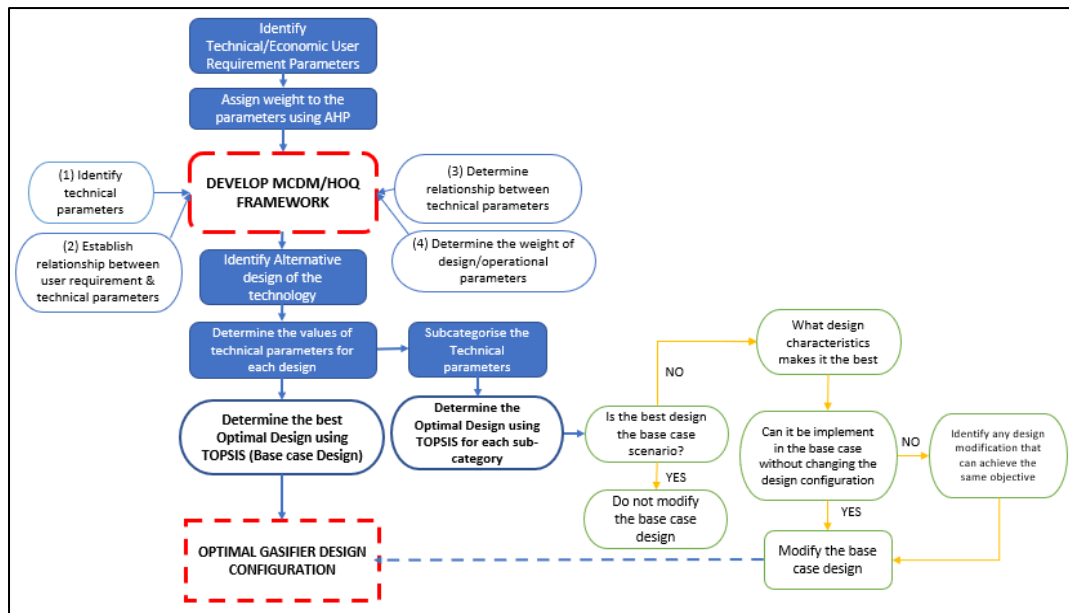 Identify
Technical/Economic User
Requirement Parameters
Assign weight to the
parameters using AHP
(1) Identify
technical
parameters
DEVELOP MCDM/HOQ
FRAMEWORK
(3) Determine
relationship between
technical parameters
(2) Establish
relationship between
user requirement &
technical parameters
(4) Determine the weight of
design/operational
parameters
Identify Alternative
design of the
technology
Determine the values of
technical parameters for
each design
Subcategorise the
Technical
parameters
What design
characteristics
makes it the best
NO
Determine the best
Optimal Design using
TOPSIS (Base case Design)
Determine the
Optimal Design using
TOPSIS for each sub-
category
Is the best design
the base case
scenario?
Can it be implement
in the base case
without changing the
design configuration
NO
Identify any design
modification that
can achieve the
same objective
YES
Do not modify
the base case
design
YES
OPTIMAL GASIFIER DESIGN
CONFIGURATION
Modify the base
case design